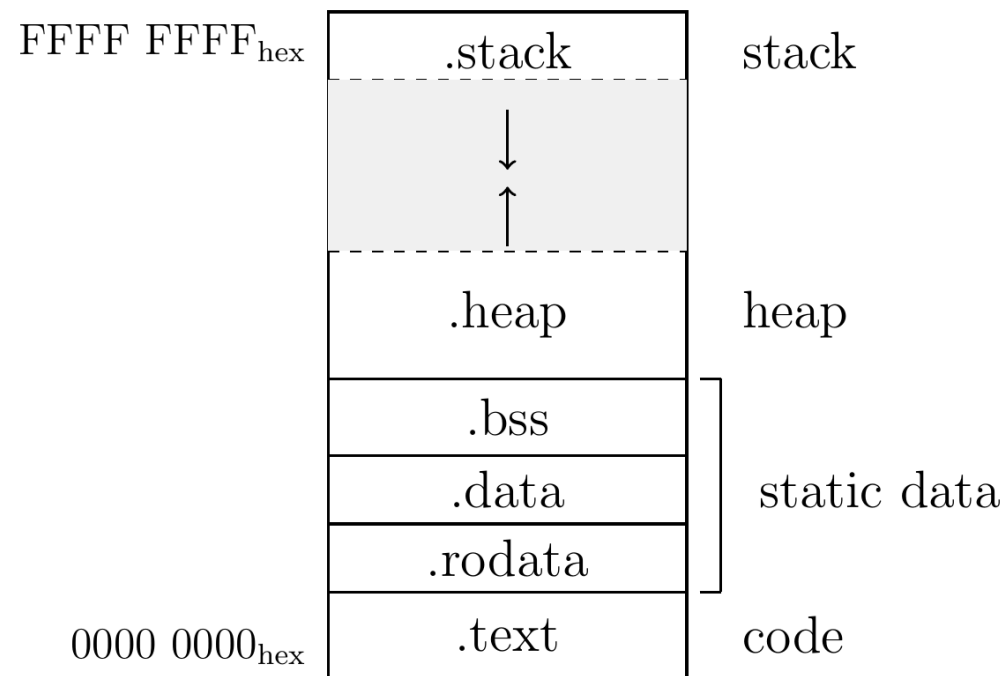 FFFF FFFFhex .stack stack
.heap heap
.bss
.data static data
.rodata
0000 0000hex .text code